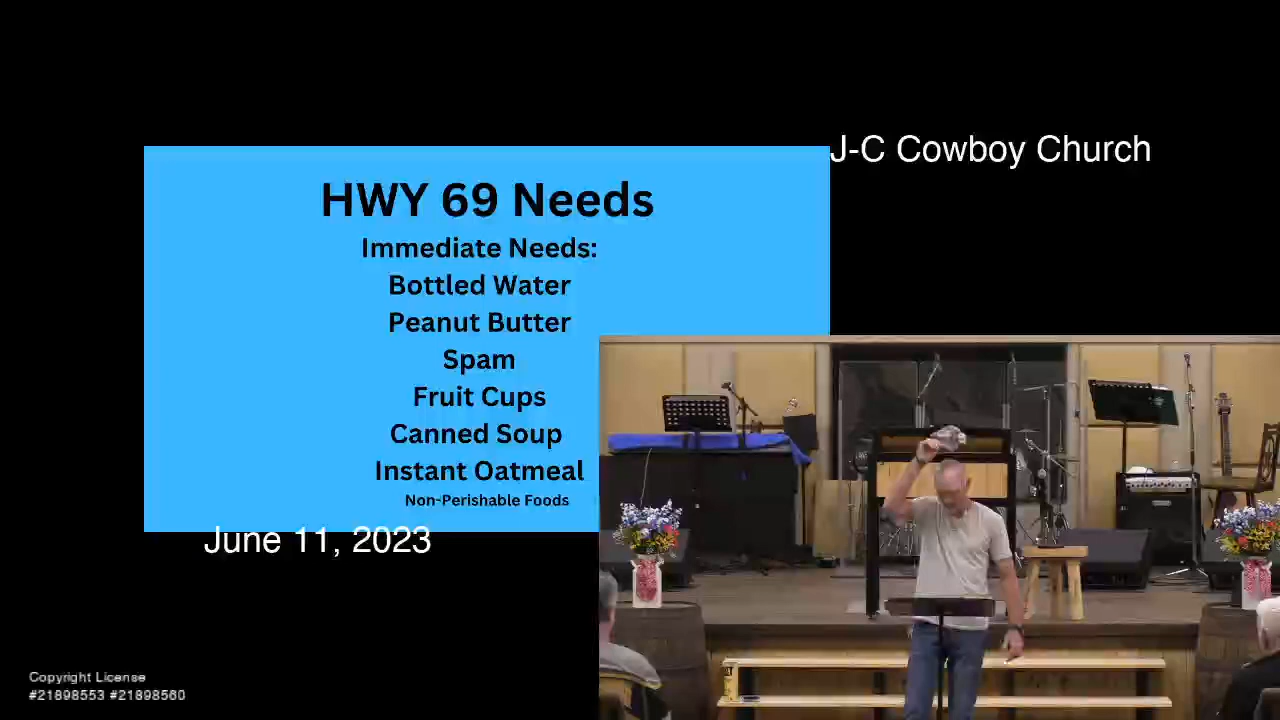 J-C Cowboy Church
HWY 69 Needs
Immediate Needs:
Bottled Water
Peanut Butter
Spam
Fruit Cups
Canned Soup
Instant Oatmeal
Non-Perishable Foods
June 11, 2023
Copyright License
#21898553 #21898560